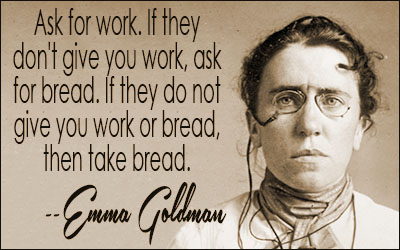 Ask for work. If they
don't give you work, ask
for bread. If they do not
give you work or bread,
then take bread.
--Emma Goldman